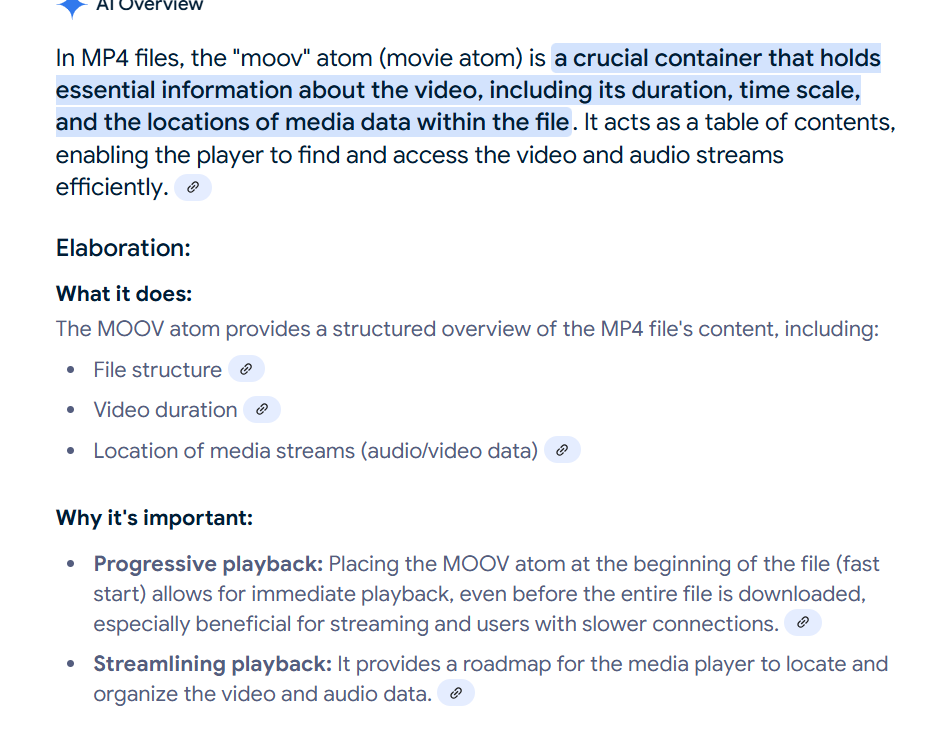 AI Overview
In MP4 files, the "moov" atom (movie atom) is a crucial container that holds
essential information about the video, including its duration, time scale,
and the locations of media data within the file. It acts as a table of contents,
enabling the player to find and access the video and audio streams
efficiently.
Elaboration:
What it does:
The MOOV atom provides a structured overview of the MP4 file's content, including:
• File structure
• Video duration
• Location of media streams (audio/video data)
Why it's important:
• Progressive playback: Placing the MOOV atom at the beginning of the file (fast
start) allows for immediate playback, even before the entire file is downloaded,
especially beneficial for streaming and users with slower connections.
• Streamlining playback: It provides a roadmap for the media player to locate and
organize the video and audio data.